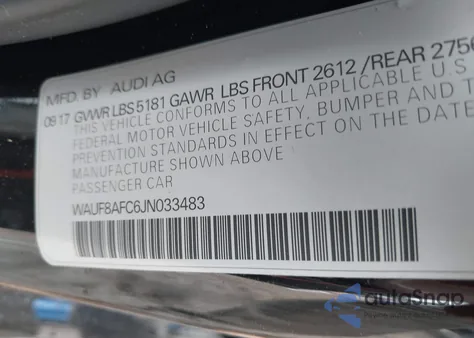 MFD. BY AUDI AG
0817 GVWR LBS 5181 GAWR LBS FRONT 2612 /REAR 2756
THIS VEHICLE CONFORMS TO ALL APPLICABLE U.S
FEDERAL MOTOR VEHICLE SAFETY, BUMPER AND T
PREVENTION STANDARDS IN EFFECT ON THE DATE
MANUFACTURE SHOWN ABOVE
PASSENGER CAR
WAUF8AFC6JN033483
autoSnap